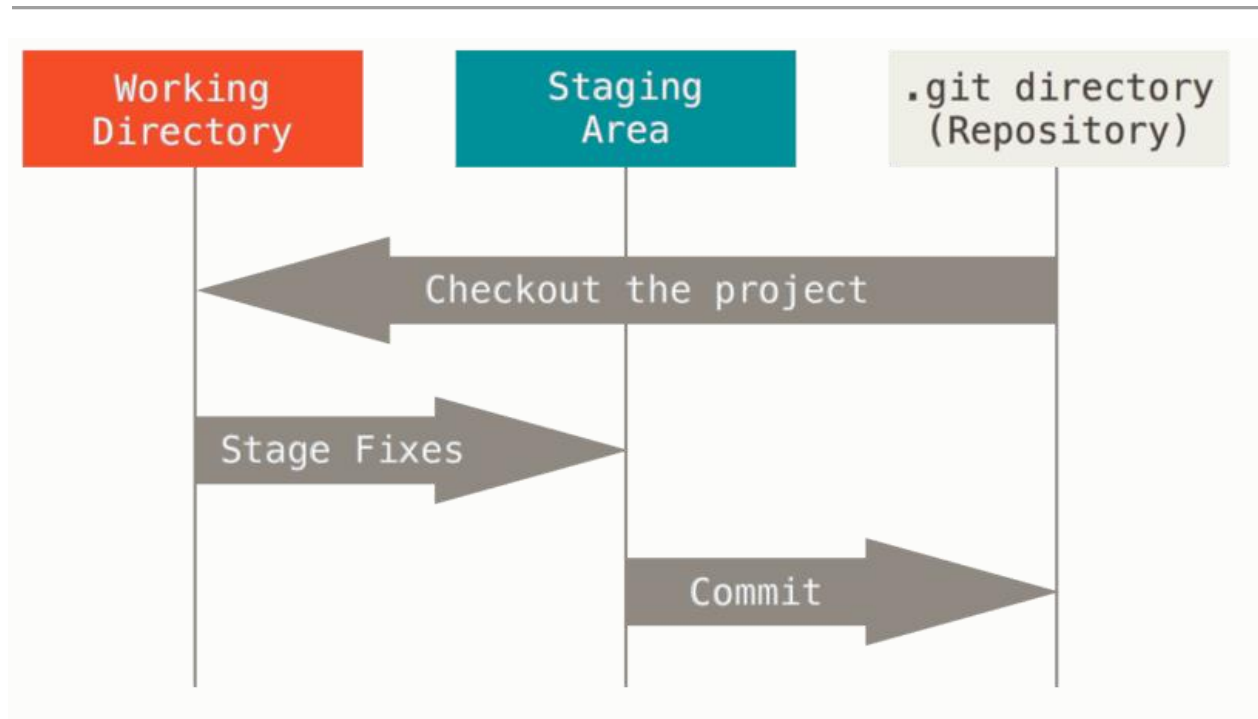 Working
Directory
Staging
Area
.git directory
(Repository)
Checkout the project
Stage Fixes
Commit